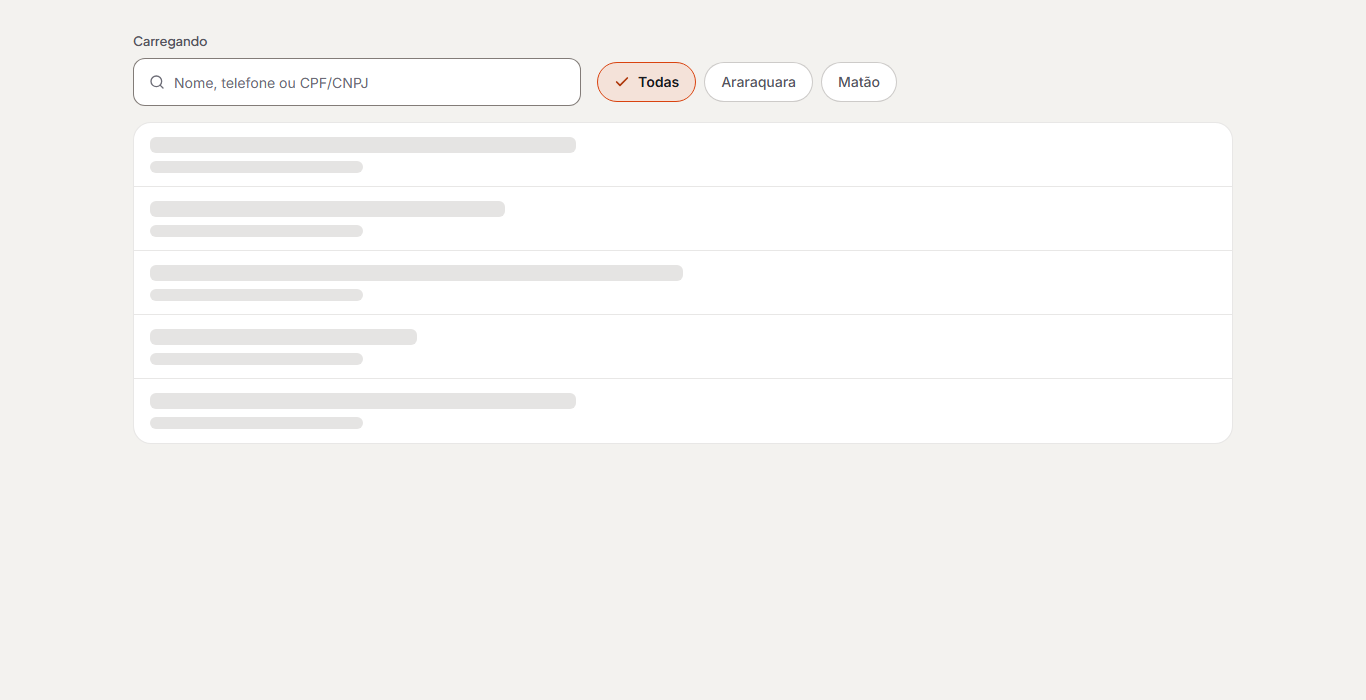 Carregando
Nome, telefone ou CPF/CNPJ
Todas
Araraquara
Matão